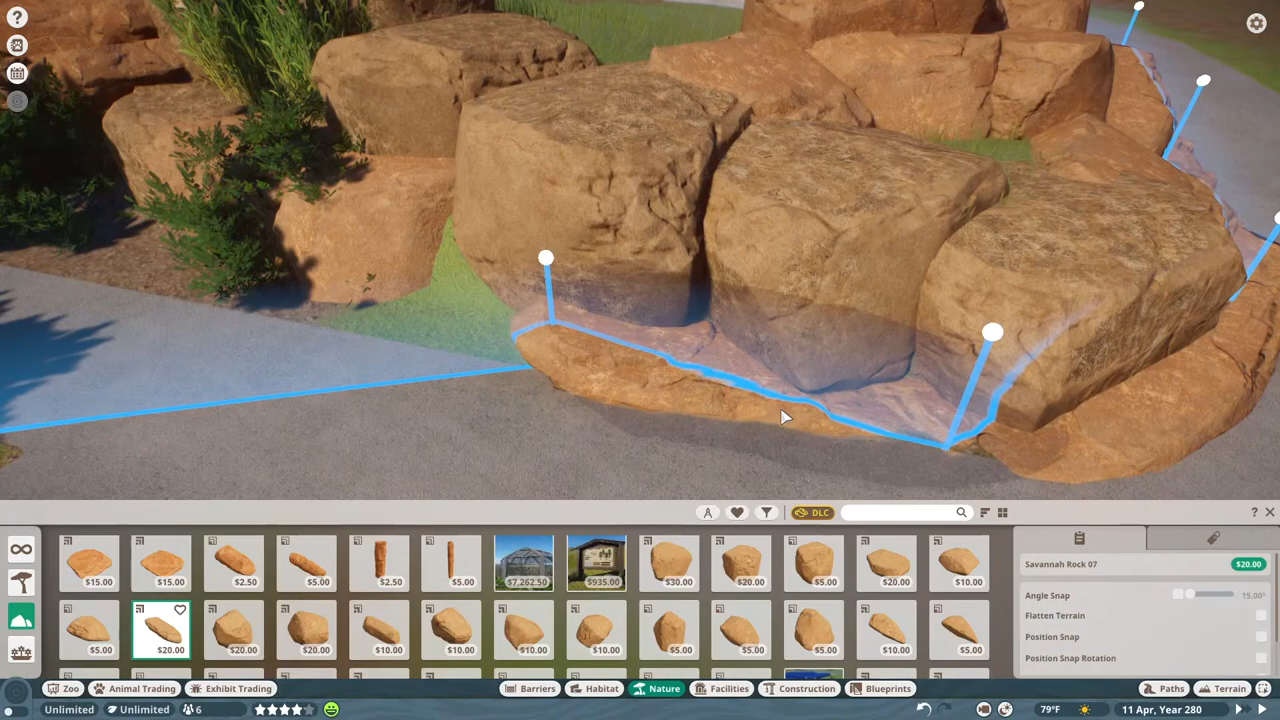 ?
DLC
? ×
$15.00 $15.00 $2.50 $5.00 $2.50 $5.00 $7,262.50 $935.00 $30.00 $20.00 $5.00 $20.00 $10.00
$5.00 $20.00 $20.00 $20.00 $10.00 $10.00 $10.00 $10.00 $5.00 $5.00 $5.00 $10.00 $5.00
Savannah Rock 07 $20.00
Angle Snap 15.00°
Flatten Terrain
Position Snap
Position Snap Rotation
Zoo Animal Trading Exhibit Trading Barriers Habitat Nature Facilities Construction Blueprints Paths Terrain
Unlimited Unlimited 6 79°F 11 Apr, Year 280